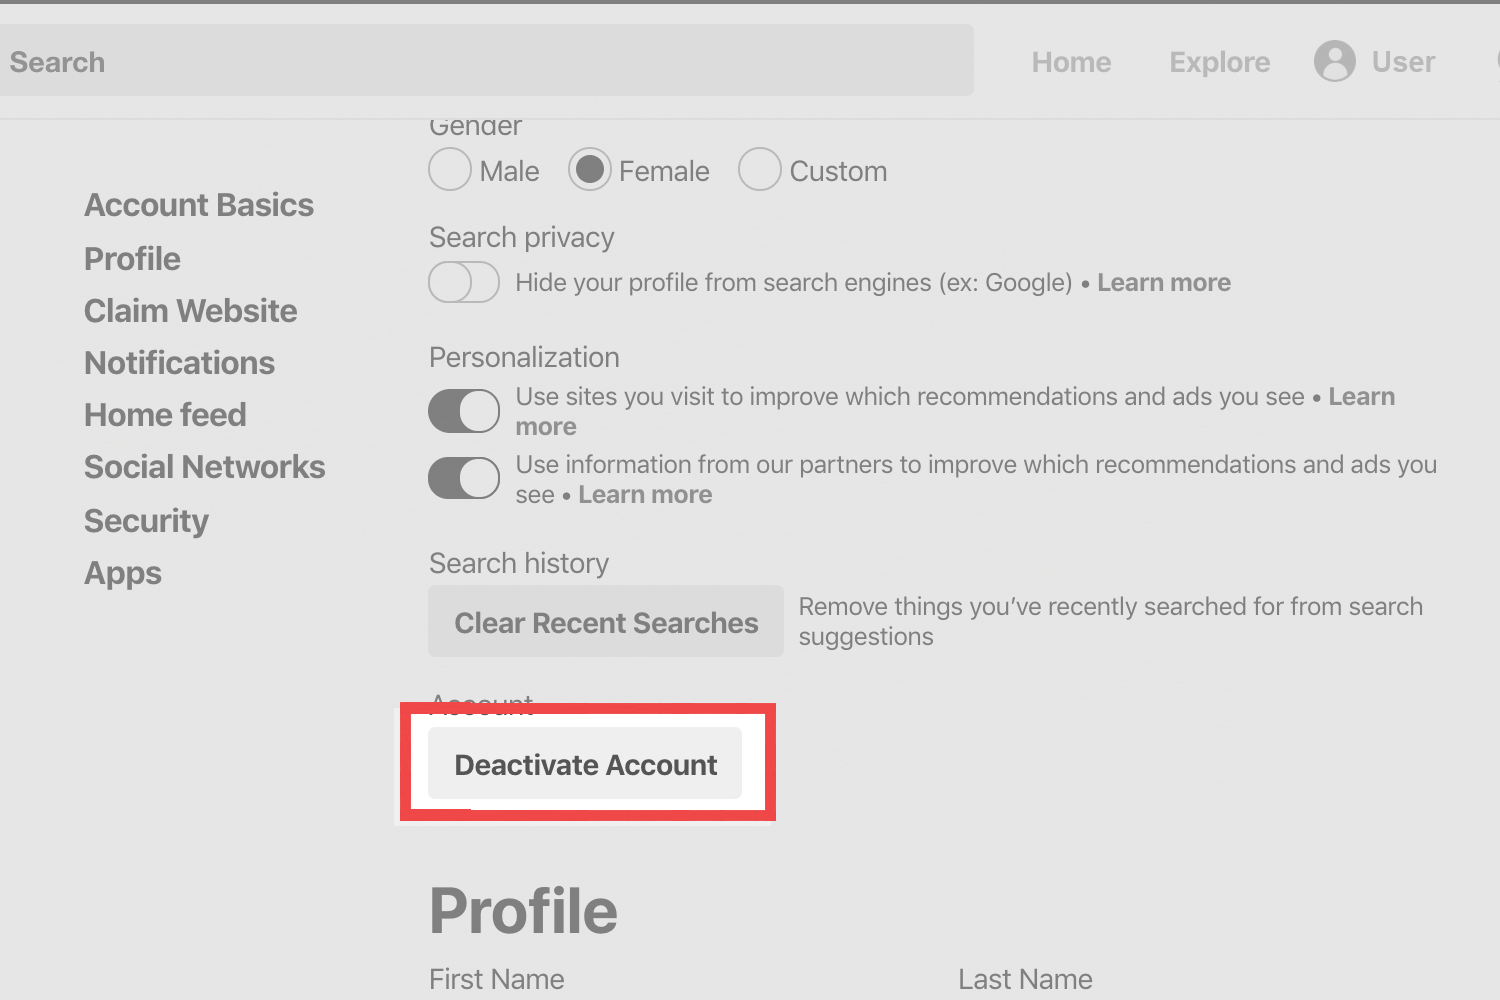 Search
Home
Explore
User
Gender
Male
Female
Custom
Account Basics
Profile
Claim Website
Notifications
Home feed
Social Networks
Security
Apps
Search privacy
Hide your profile from search engines (ex: Google) • Learn more
Personalization
Use sites you visit to improve which recommendations and ads you see • Learn
more
Use information from our partners to improve which recommendations and ads you
see • Learn more
Search history
Clear Recent Searches
Remove things you’ve recently searched for from search
suggestions
Account
Deactivate Account
Profile
First Name
Last Name